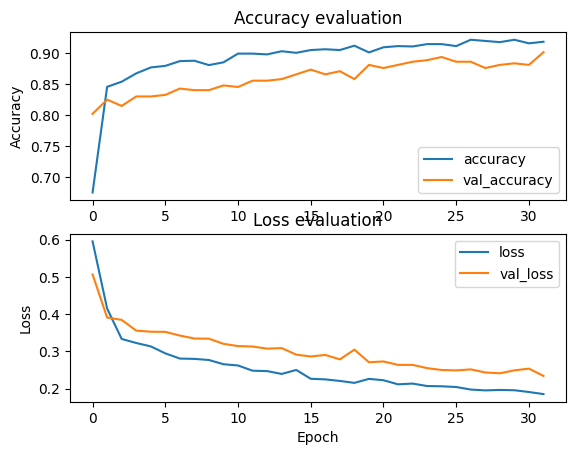 Accuracy evaluation
0.90
0.85
0.80
0.75
0.70
Accuracy
accuracy
val_accuracy
0 5 10 15 20 25 30
Loss evaluation
0.6
0.5
0.4
0.3
0.2
Loss
loss
val_loss
0 5 10 15 20 25 30
Epoch